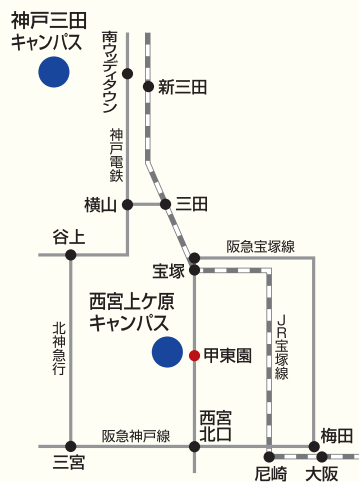 神戸三田
キャンパス
南ウッディタウン
新三田
神戸電鉄
横山
三田
谷上
阪急宝塚線
宝塚
西宮上ケ原
キャンパス
北神急行
JR宝塚線
甲東園
西宮
北口
阪急神戸線
梅田
三宮
尼崎
大阪